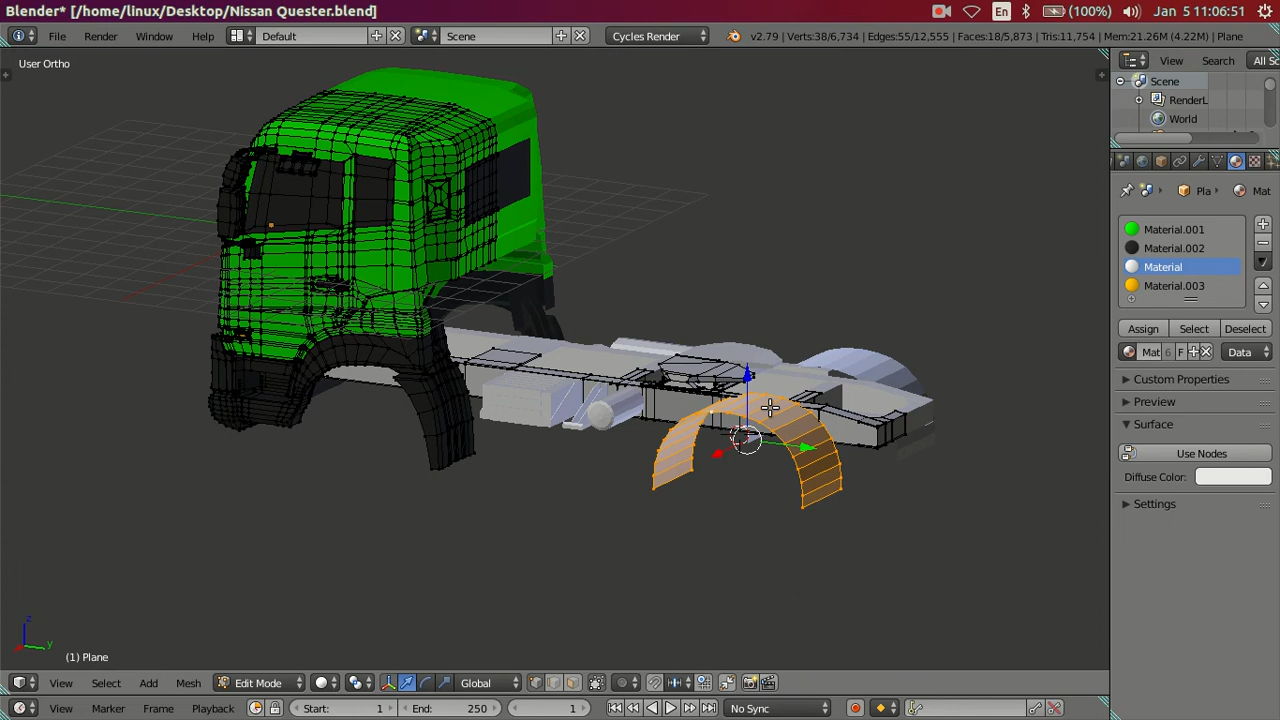 Blender* [/home/linux/Desktop/Nissan Quester.blend]
En (100%) Jan 5 11:06:51
File Render Window Help Default Scene Cycles Render v2.79 | Verts:38/6,734 | Edges:55/12,555 | Faces:18/5,873 | Tris:11,754 | Mem:21.26M (4.22M) | Plane
User Ortho
View Search All Sc
Scene
RenderL
World
Pla Mat
Material.001
Material.002
Material
Material.003
Assign Select Deselect
Mat 6 F Data
Custom Properties
Preview
Surface
Use Nodes
Diffuse Color:
Settings
z
y
(1) Plane
View Select Add Mesh Edit Mode Global
View Marker Frame Playback Start: 1 End: 250 1 No Sync